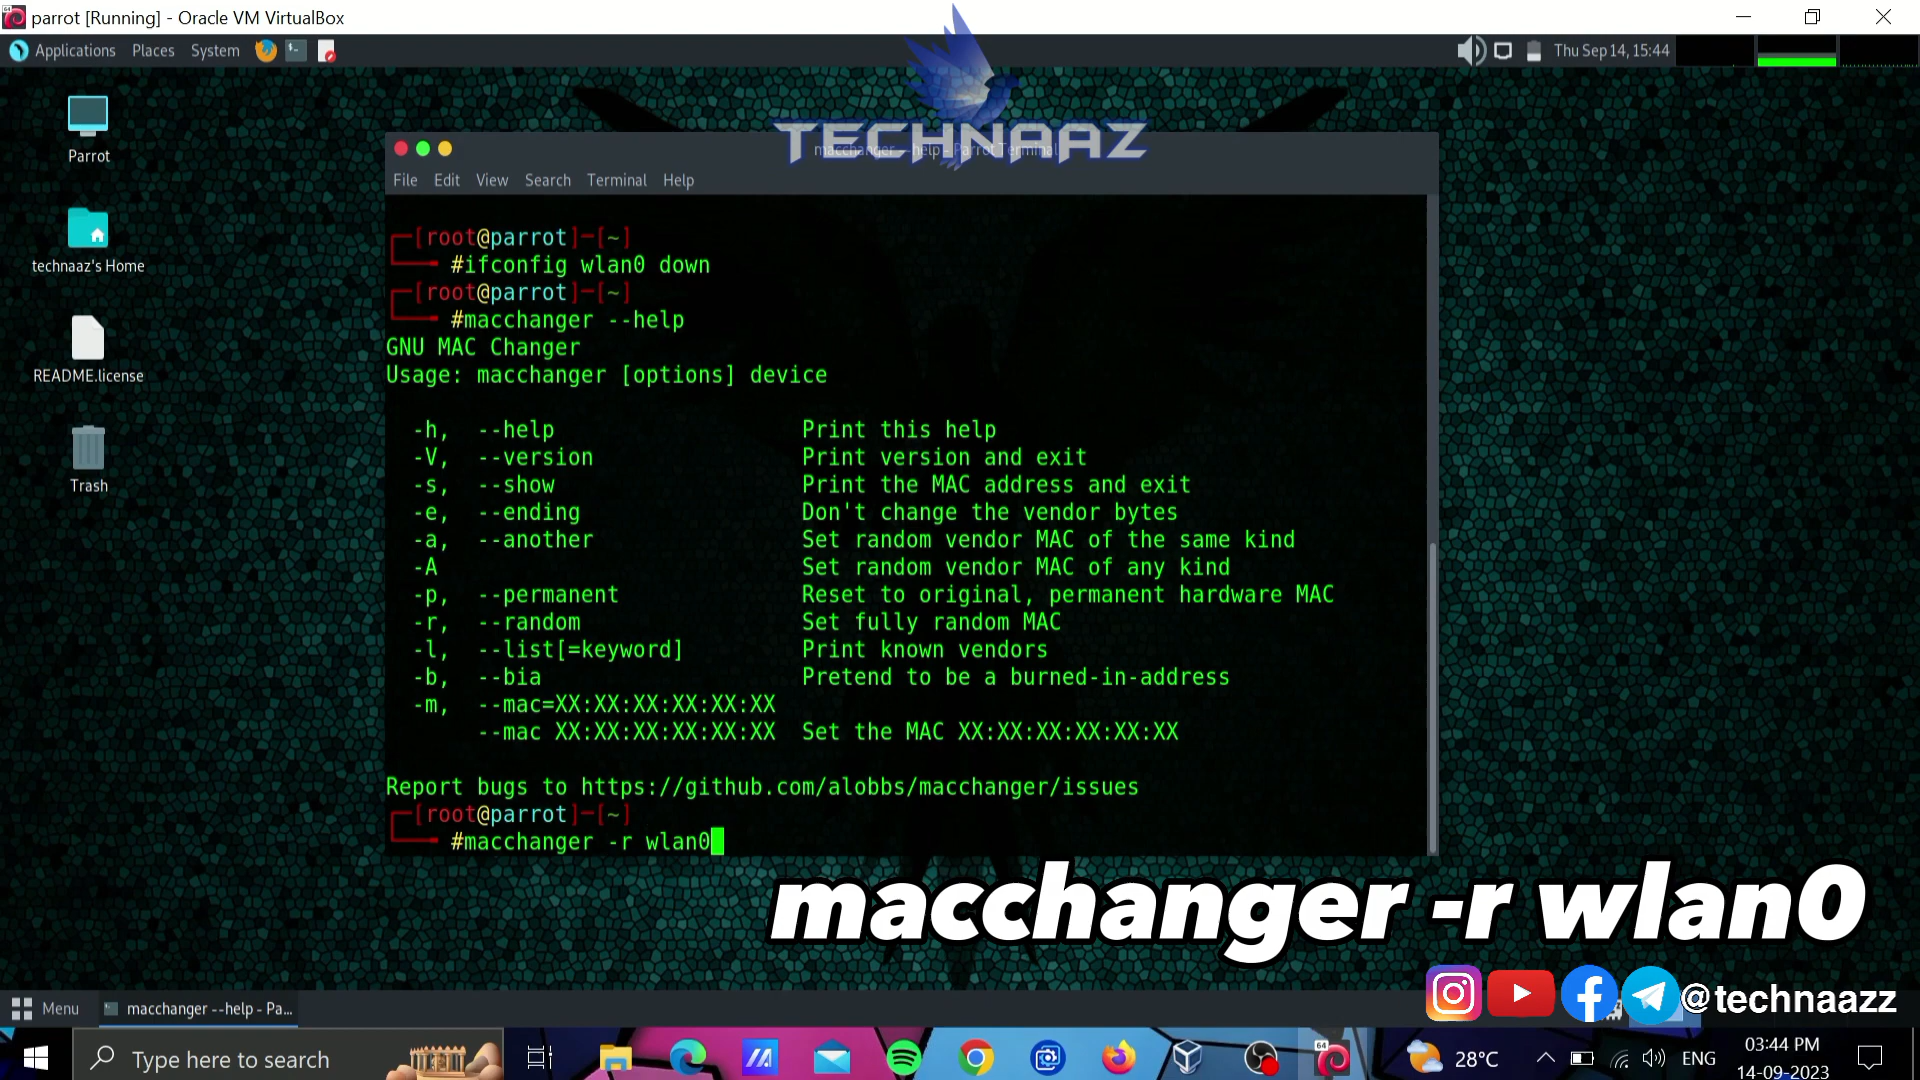 parrot [Running] - Oracle VM VirtualBox
Applications Places System
Thu Sep 14, 15:44
TECHNAAZ
macchanger --help - Parrot Terminal
File Edit View Search Terminal Help
Parrot
technaaz's Home
README.license
Trash
┌─[root@parrot]─[~]
└──╼ #ifconfig wlan0 down
┌─[root@parrot]─[~]
└──╼ #macchanger --help
GNU MAC Changer
Usage: macchanger [options] device
-h, --help Print this help
-V, --version Print version and exit
-s, --show Print the MAC address and exit
-e, --ending Don't change the vendor bytes
-a, --another Set random vendor MAC of the same kind
-A Set random vendor MAC of any kind
-p, --permanent Reset to original, permanent hardware MAC
-r, --random Set fully random MAC
-l, --list[=keyword] Print known vendors
-b, --bia Pretend to be a burned-in-address
-m, --mac=XX:XX:XX:XX:XX:XX
--mac XX:XX:XX:XX:XX:XX Set the MAC XX:XX:XX:XX:XX:XX
Report bugs to https://github.com/alobbs/macchanger/issues
┌─[root@parrot]─[~]
└──╼ #macchanger -r wlan0
macchanger -r wlan0
@technaazz
Menu
macchanger --help - Pa...
Type here to search
64
28°C
ENG
03:44 PM
14-09-2023